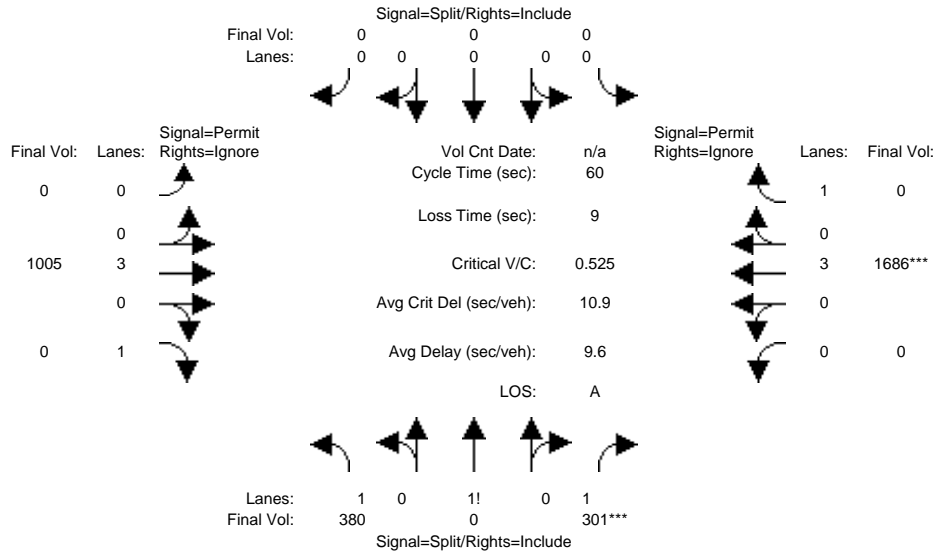 Signal=Split/Rights=Include
Final Vol: 0 0 0
Lanes: 0 0 0 0 0
Signal=Permit Signal=Permit
Final Vol: Lanes: Rights=Ignore Vol Cnt Date: n/a Rights=Ignore Lanes: Final Vol:
Cycle Time (sec): 60
0 0 1 0
Loss Time (sec): 9
0 0
1005 3 Critical V/C: 0.525 3 1686***
0 Avg Crit Del (sec/veh): 10.9 0
0 1 Avg Delay (sec/veh): 9.6 0 0
LOS: A
Lanes: 1 0 1! 0 1
Final Vol: 380 0 301***
Signal=Split/Rights=Include